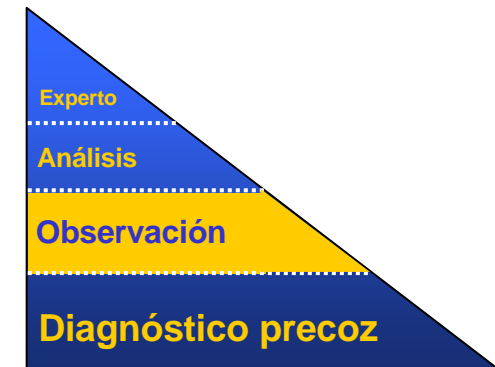 Experto
Análisis
Observación
Diagnóstico precoz